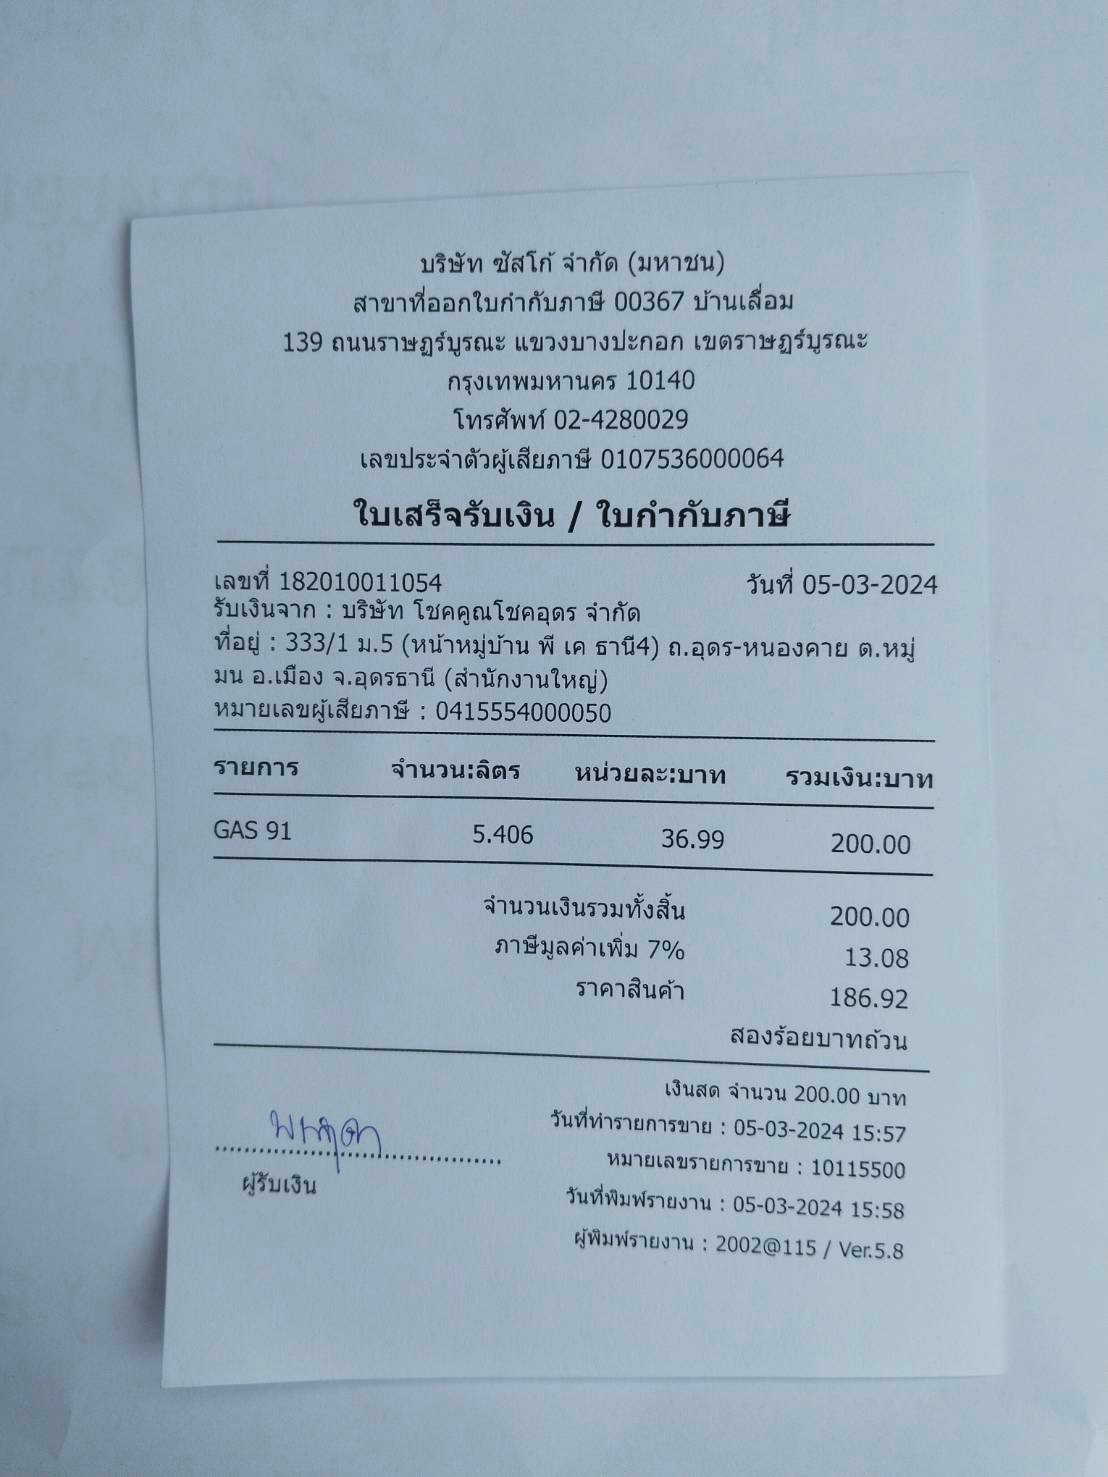 บริษัท ซัสโก้ จำกัด (มหาชน)
สาขาที่ออกใบกำกับภาษี 00367 บ้านเลื่อม
139 ถนนราษฏร์บูรณะ แขวงบางปะกอก เขตราษฏร์บูรณะ
กรุงเทพมหานคร 10140
โทรศัพท์ 02-4280029
เลขประจำตัวผู้เสียภาษี 0107536000064
ใบเสร็จรับเงิน / ใบกำกับภาษี
เลขที่ 182010011054 วันที่ 05-03-2024
รับเงินจาก : บริษัท โชคคูณโชคอุดร จำกัด
ที่อยู่ : 333/1 ม.5 (หน้าหมู่บ้าน พี เค ธานี4) ถ.อุดร-หนองคาย ต.หมู
มน อ.เมือง จ.อุดรธานี (สำนักงานใหญ่)
หมายเลขผู้เสียภาษี : 0415554000050
รายการ จำนวน:ลิตร หน่วยละ:บาท รวมเงิน:บาท
GAS 91 5.406 36.99 200.00
จำนวนเงินรวมทั้งสิ้น 200.00
ภาษีมูลค่าเพิ่ม 7% 13.08
ราคาสินค้า 186.92
สองร้อยบาทถ้วน
เงินสด จำนวน 200.00 บาท
วันที่ทำรายการขาย : 05-03-2024 15:57
หมายเลขรายการขาย : 10115500
ผู้รับเงิน
วันที่พิมพ์รายงาน : 05-03-2024 15:58
ผู้พิมพ์รายงาน : 2002@115 / Ver.5.8